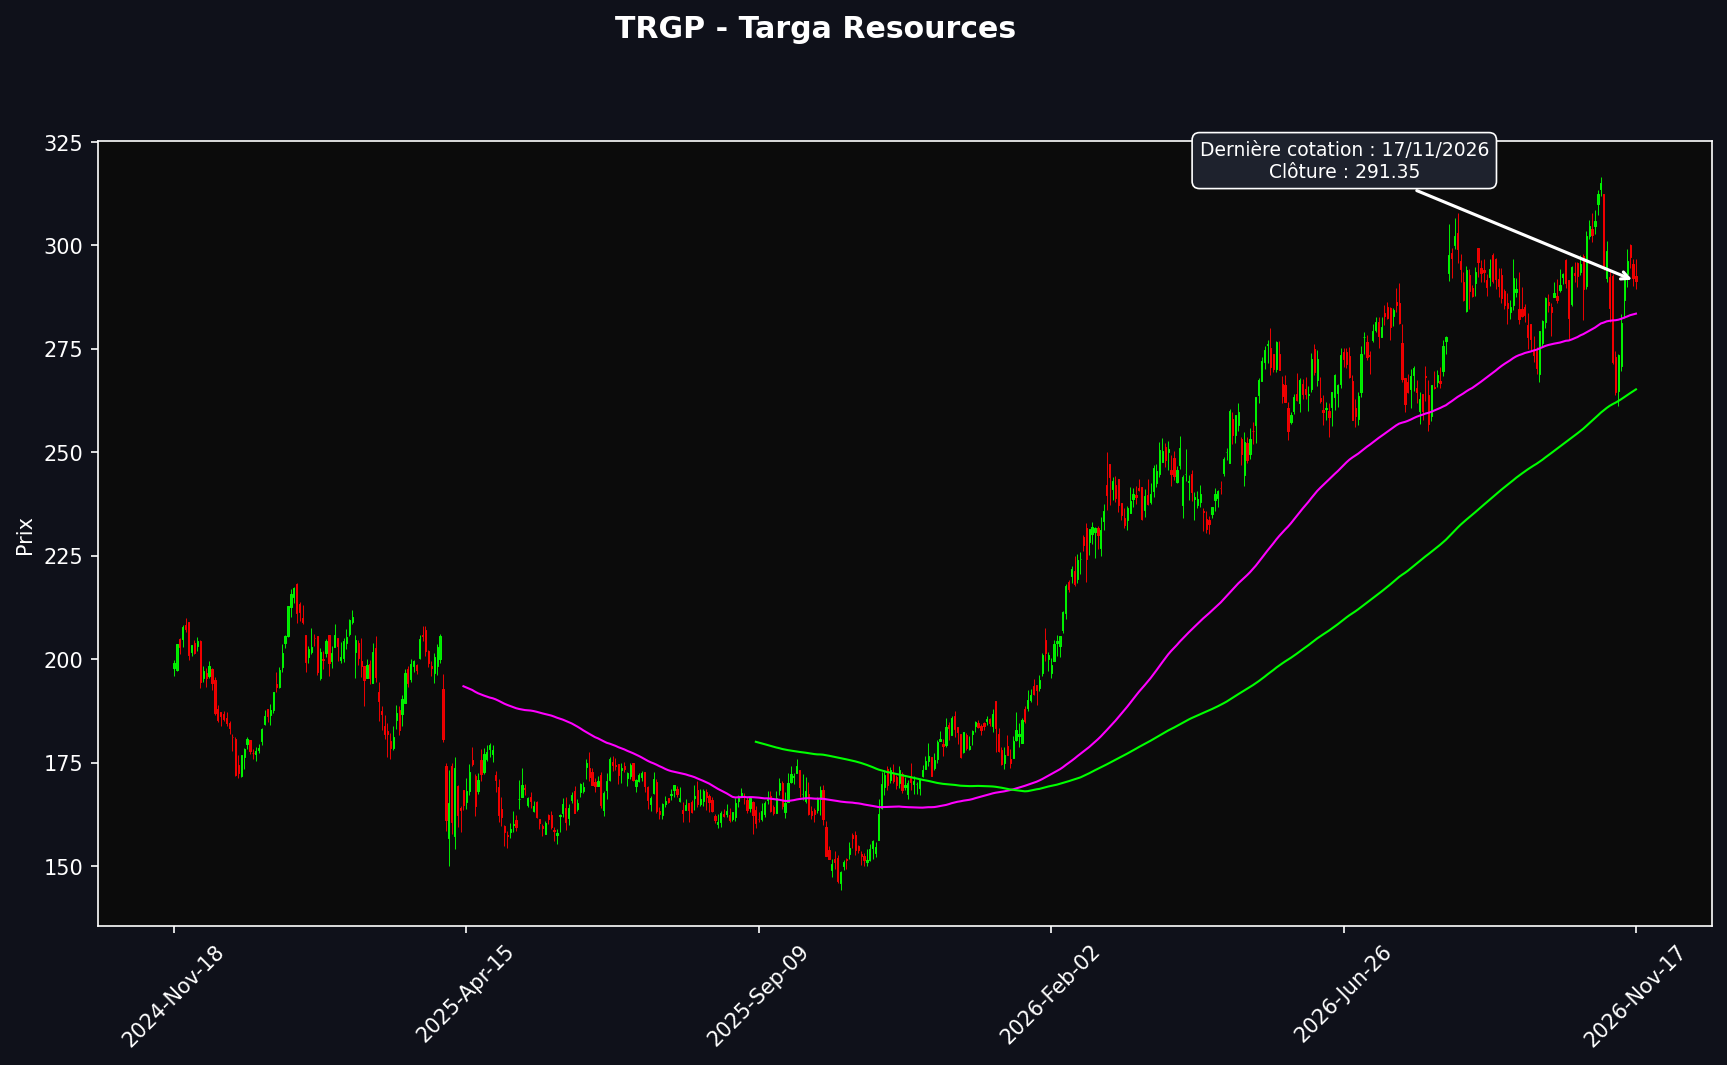 TRGP - Targa Resources
Dernière cotation : 17/11/2026
Clôture : 291.35
Prix
325
300
275
250
225
200
175
150
2024-Nov-18
2025-Apr-15
2025-Sep-09
2026-Feb-02
2026-Jun-26
2026-Nov-17